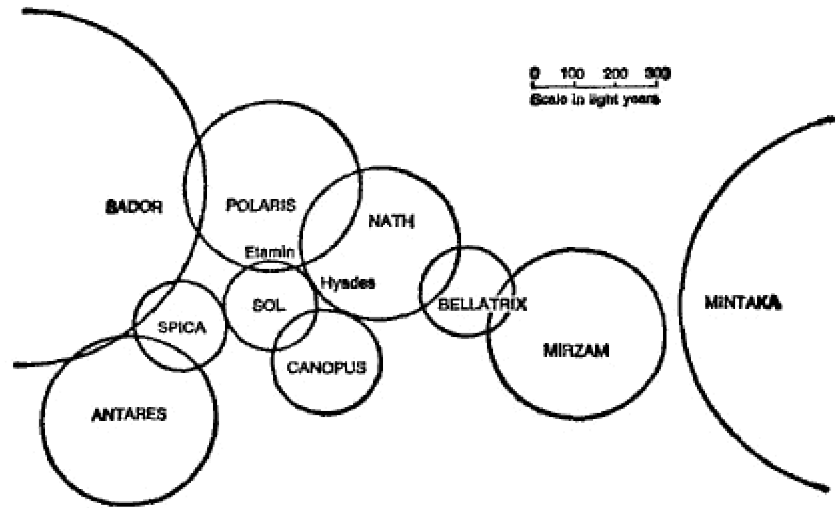 0 100 200 300
Scale in light years
SADOR
POLARIS
NATH
Etamin
Hyades
SOL
SPICA
BELLATRIX
MINTAKA
CANOPUS
MIRZAM
ANTARES